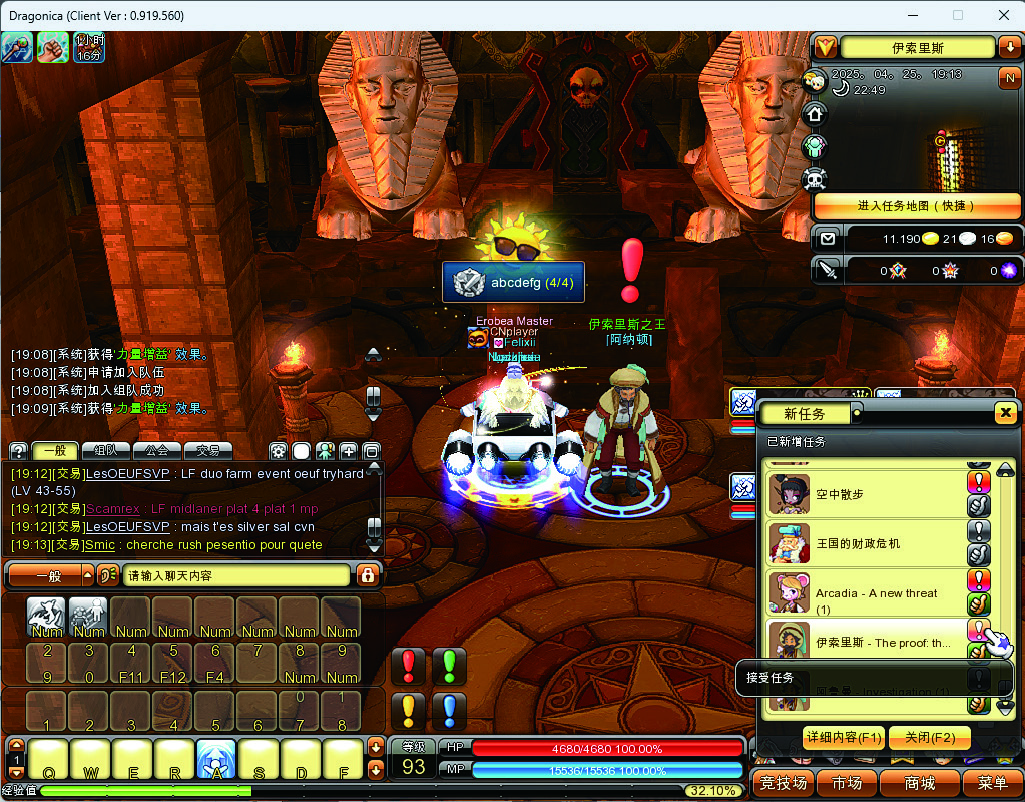 Dragonica (Client Ver : 0.919.560)
1小时
16分
伊索里斯
2025。04。25。19:13
22:49
N
进入任务地图 ( 快捷 )
11.190 21 16
0 0 0
abcdefg (4/4)
Erobea Master
CNplayer
Felixii
伊索里斯之王
[阿纳顿]
[19:08][系统]获得'力量增益' 效果。
[19:08][系统]申请加入队伍
[19:08][系统]加入组队成功
[19:09][系统]获得'力量增益' 效果。
一般 组队 公会 交易
[19:12][交易]LesOEUFSVP : LF duo farm event oeuf tryhard
(LV 43-55)
[19:12][交易]Scamrex : LF midlaner plat 4 plat 1 mp
[19:12][交易]LesOEUFSVP : mais t'es silver sal cvn
[19:13][交易]Smic : cherche rush pesentio pour quete
一般 请输入聊天内容
Num Num Num Num Num Num Num Num
2 3 4 5 6 7 8 9
9 0 F11 F12 F4 Num Num
0 1
1 2 3 4 5 6 7 8
1
Q W E R A S D F
等级
93
HP 4680/4680 100.00%
MP 15536/15536 100.00%
经验值 32.10%
新任务
已新增任务
空中散步
王国的财政危机
Arcadia - A new threat
(1)
伊索里斯 - The proof: th...
接受任务
阿鲁曼 - Investigation (1)
详细内容(F1) 关闭(F2)
竞技场 市场 商城 菜单